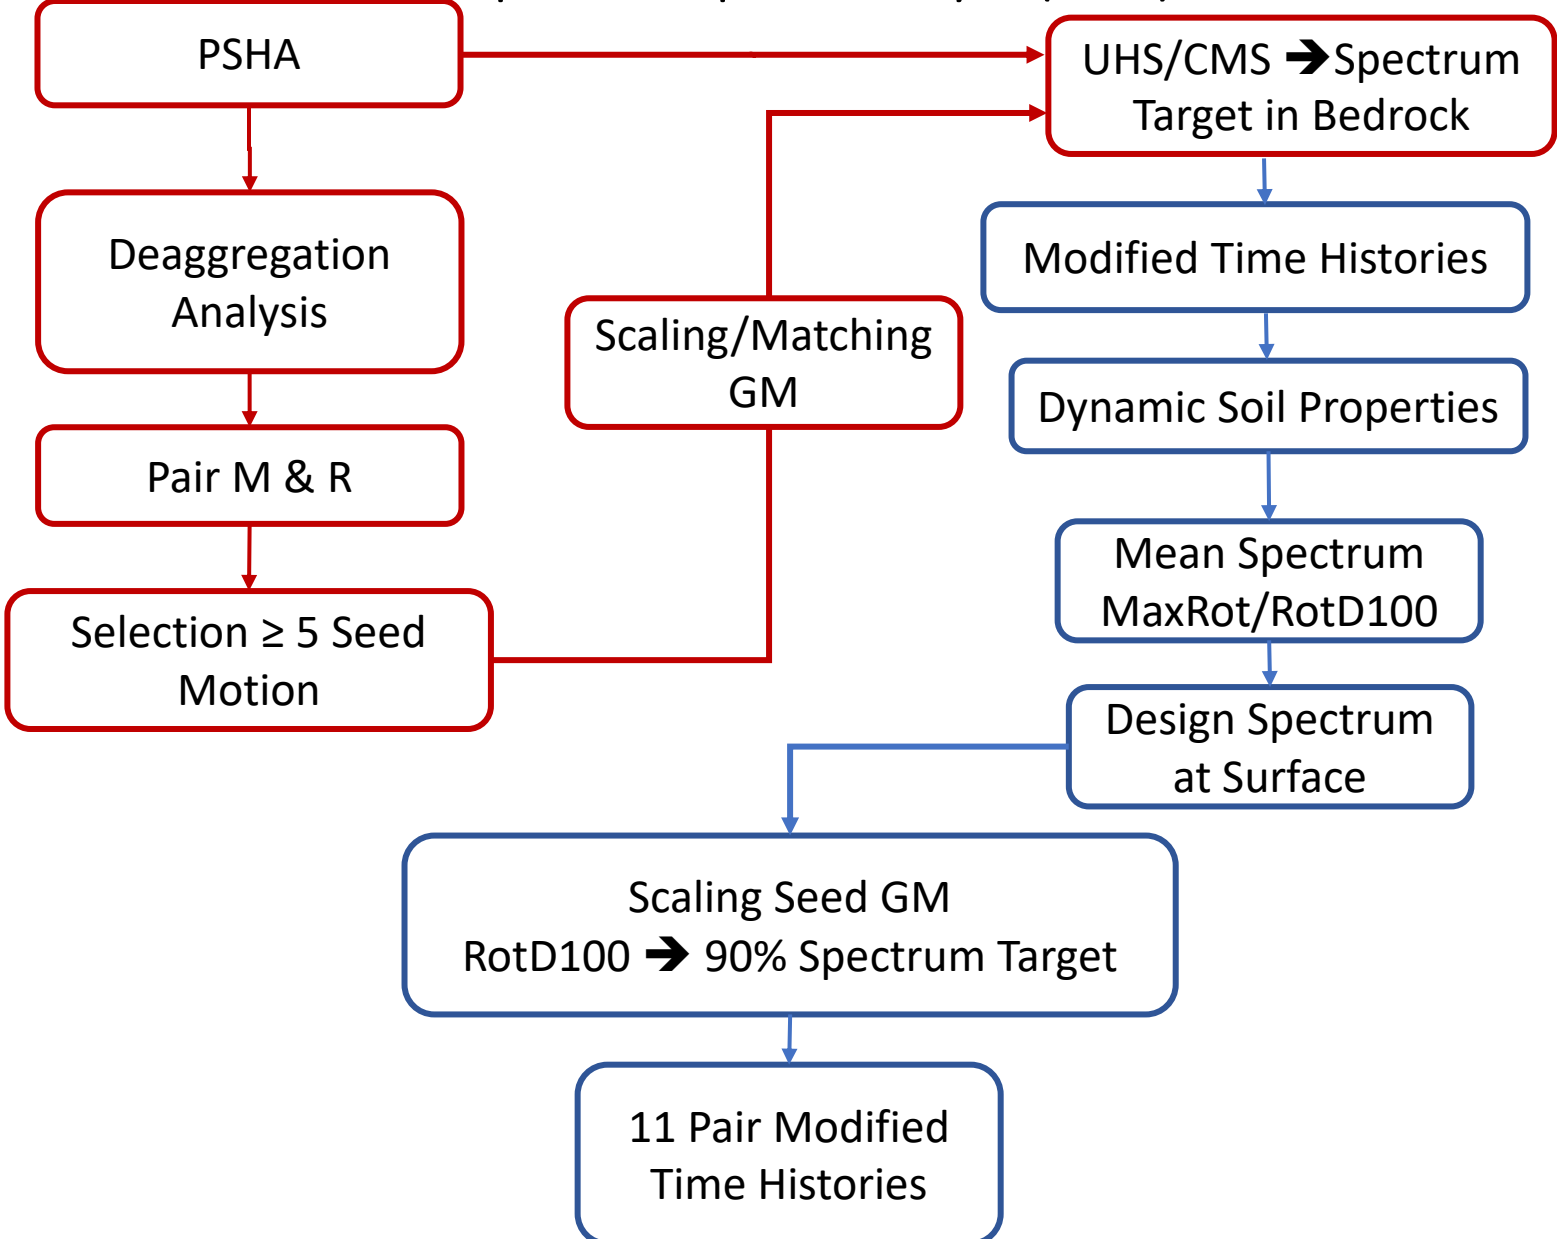 PSHA
UHS/CMS ➔Spectrum
Target in Bedrock
Deaggregation
Analysis
Modified Time Histories
Scaling/Matching
GM
Dynamic Soil Properties
Pair M & R
Mean Spectrum
MaxRot/RotD100
Selection ≥ 5 Seed
Motion
Design Spectrum
at Surface
Scaling Seed GM
RotD100 ➔ 90% Spectrum Target
11 Pair Modified
Time Histories